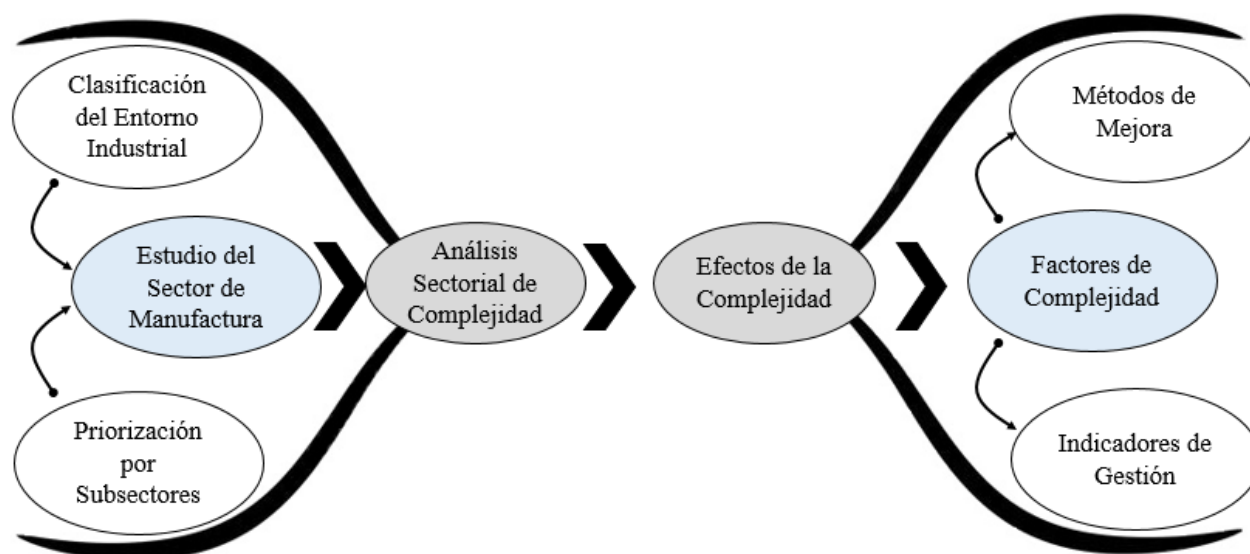 Clasificación
del Entorno
Industrial
Estudio del
Sector de
Manufactura
Priorización
por
Subsectores
Análisis
Sectorial de
Complejidad
Efectos de la
Complejidad
Métodos de
Mejora
Factores de
Complejidad
Indicadores de
Gestión